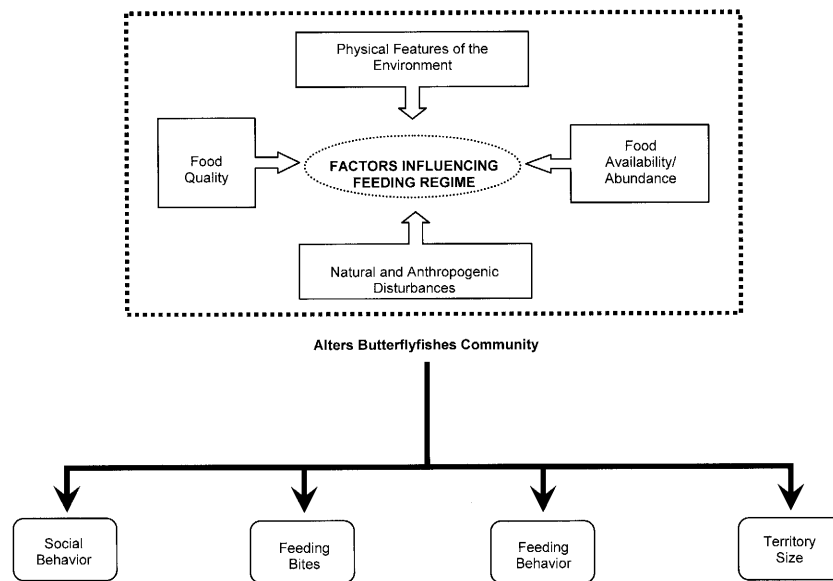 Physical Features of the
Environment
Food
Quality
FACTORS INFLUENCING
FEEDING REGIME
Food
Availability/
Abundance
Natural and Anthropogenic
Disturbances
Alters Butterflyfishes Community
Social
Behavior
Feeding
Bites
Feeding
Behavior
Territory
Size